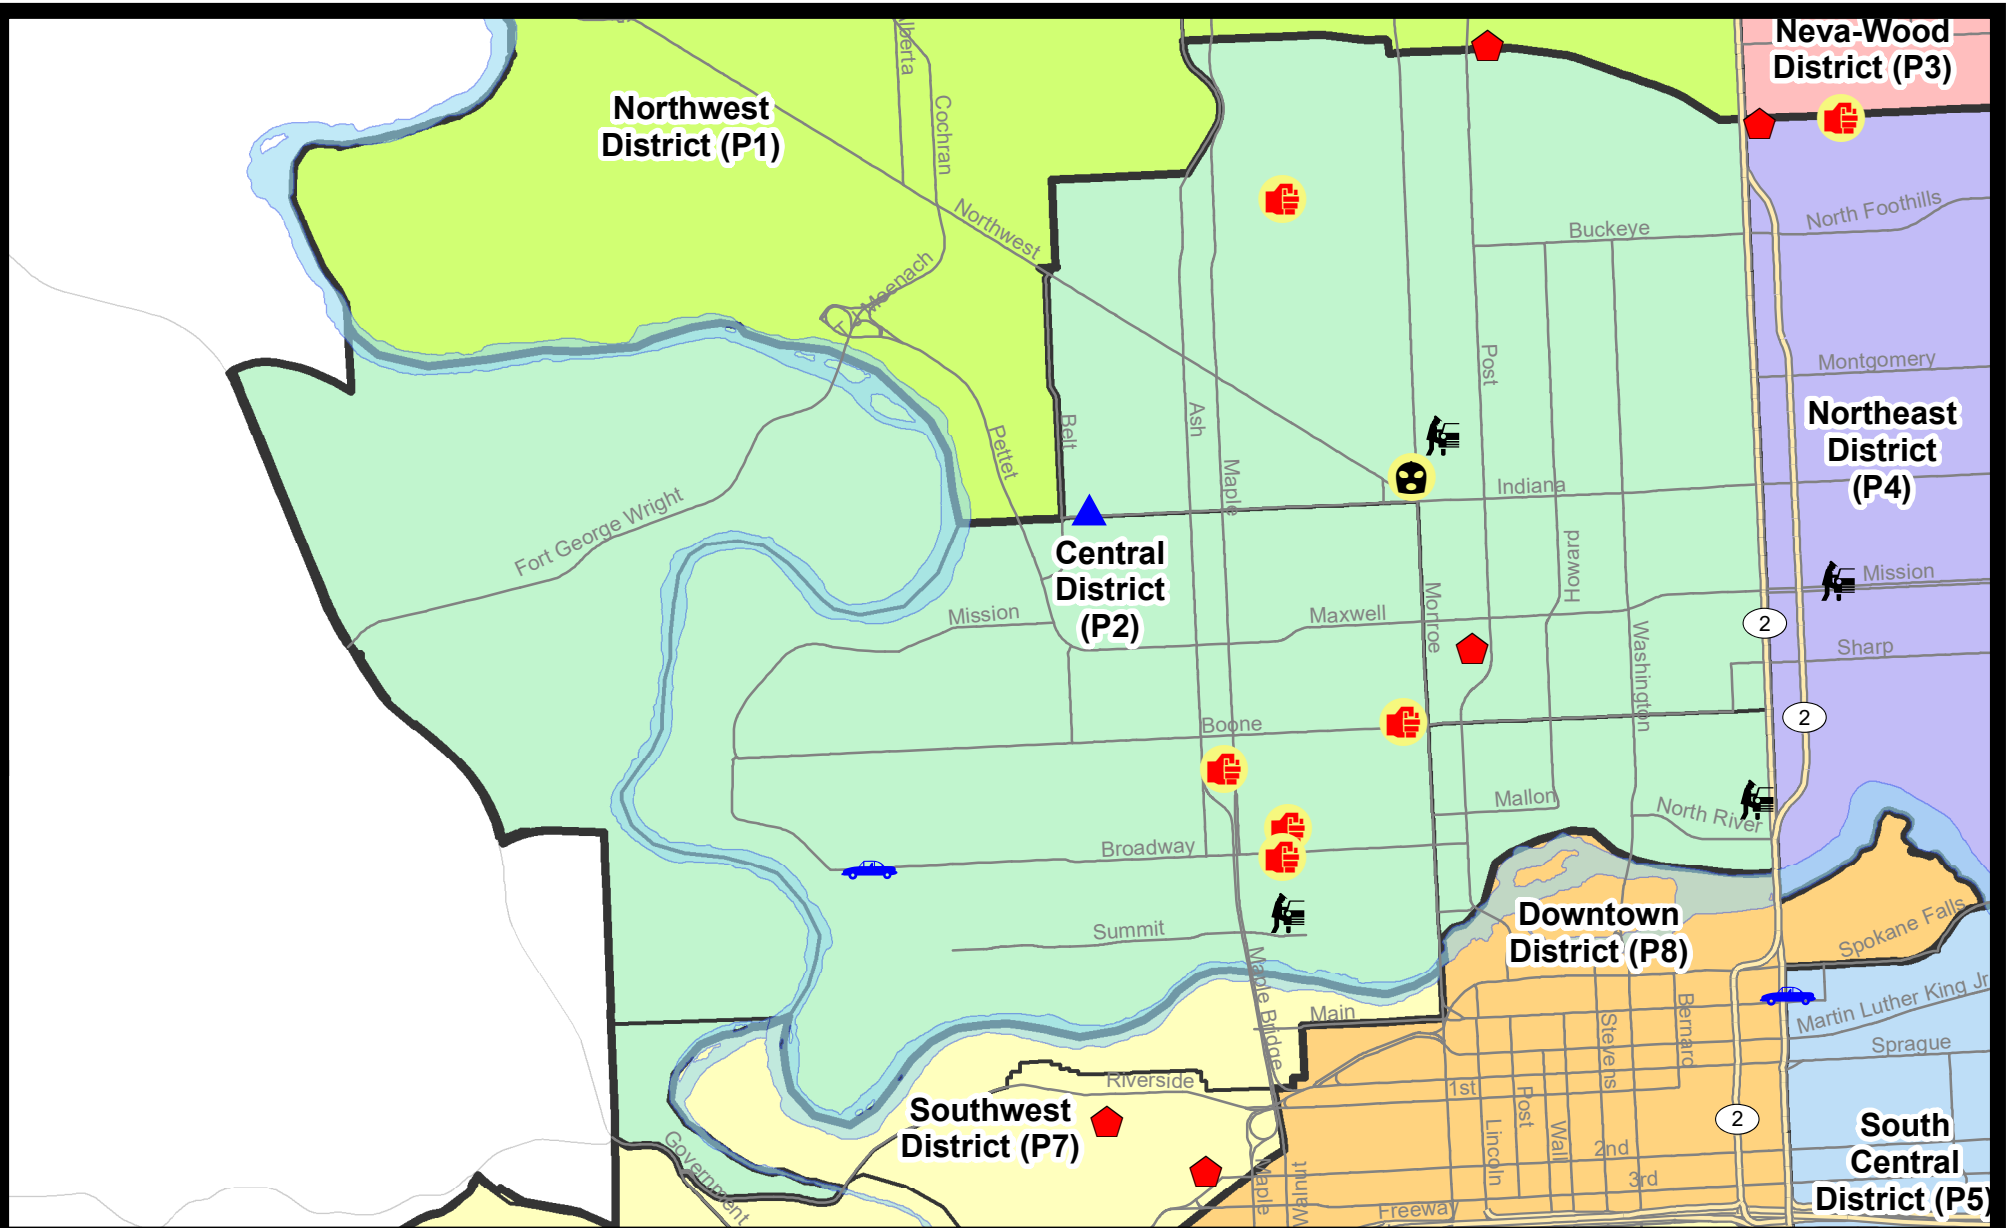 Neva-Wood
District (P3)
Northwest
District (P1)
lberta
Cochran
Northwest
T J Meenach
North Foothills
Buckeye
Post
Montgomery
Northeast
District
(P4)
Belt
Ash
Pettet
Maple
Indiana
Fort George Wright
Central
District
(P2)
Howard
Mission
Mission
Maxwell
Monroe
2
Washington
Sharp
2
Boone
Mallon
North River
Broadway
Downtown
District (P8)
Summit
Spokane Falls
Maple Bridge
Main
Stevens
Bernard
Martin Luther King Jr
Sprague
Riverside
1st
Post
Southwest
District (P7)
Lincoln
Wall
2
South
Central
District (P5)
Government
2nd
3rd
Maple
Walnut
Freeway